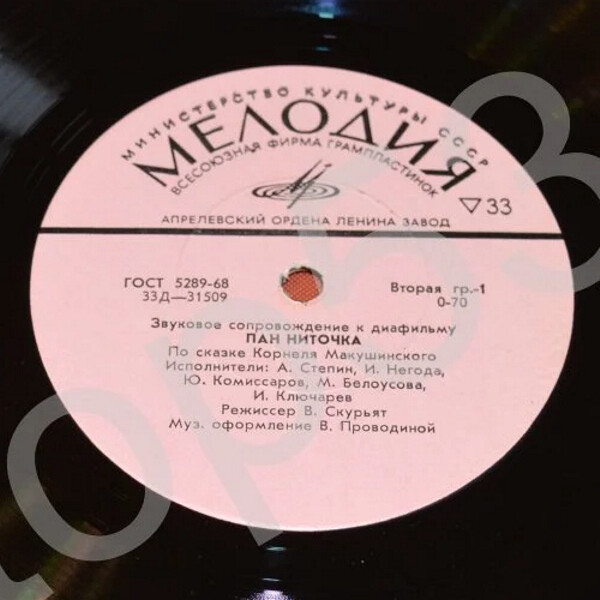 МИНИСТЕРСТВО КУЛЬТУРЫ СССР
МЕЛОДИЯ
ВСЕСОЮЗНАЯ ФИРМА ГРАМПЛАСТИНОК
33
АПРЕЛЕВСКИЙ ОРДЕНА ЛЕНИНА ЗАВОД
ГОСТ 5289-68
33Д—31509
Вторая гр.-1
0-70
Звуковое сопровождение к диафильму
ПАН НИТОЧКА
По сказке Корнеля Макушинского
Исполнители: А. Степин, И. Негода,
Ю. Комиссаров, М. Белоусова,
И. Ключарев
Режиссер В. Скурьят
Муз. оформление В. Проводиной